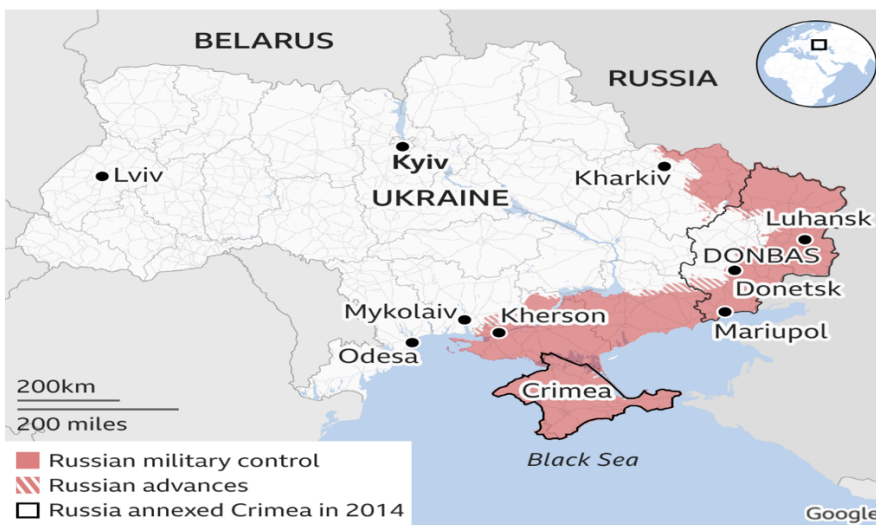 BELARUS
RUSSIA
Lviv
Kyiv
UKRAINE
Kharkiv
Luhansk
DONBAS
Donetsk
Mykolaiv
Kherson
Mariupol
Odesa
200km
200 miles
Crimea
Black Sea
Russian military control
Russian advances
Russia annexed Crimea in 2014
Google